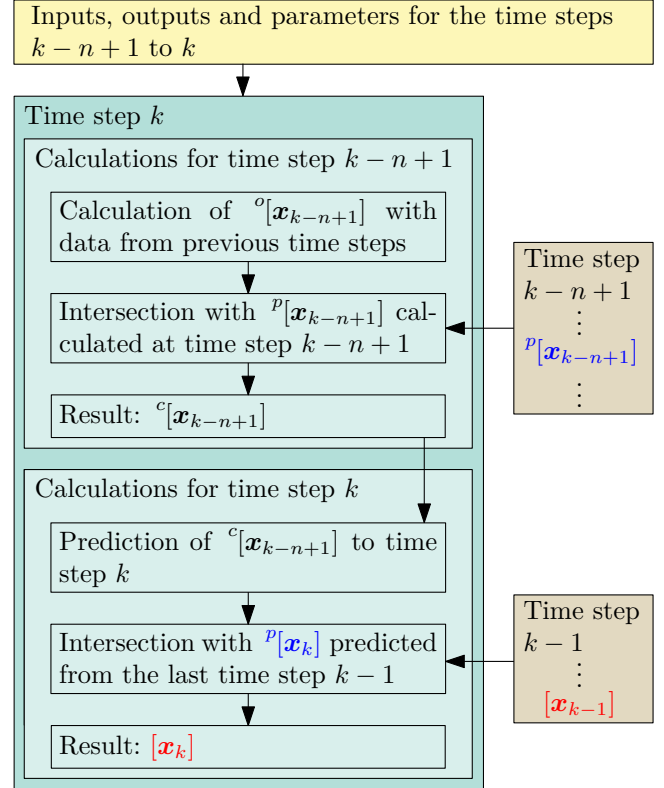 Inputs, outputs and parameters for the time steps
k − n + 1 to k
Time step k
Calculations for time step k − n + 1
Calculation of ᵒ[x_{k−n+1}] with
data from previous time steps
Intersection with ᵖ[x_{k−n+1}] cal-
culated at time step k − n + 1
Result: ᶜ[x_{k−n+1}]
Time step
k − n + 1
⋮
ᵖ[x_{k−n+1}]
⋮
Calculations for time step k
Prediction of ᶜ[x_{k−n+1}] to time
step k
Intersection with ᵖ[x_k] predicted
from the last time step k − 1
Result: [x_k]
Time step
k − 1
⋮
[x_{k−1}]